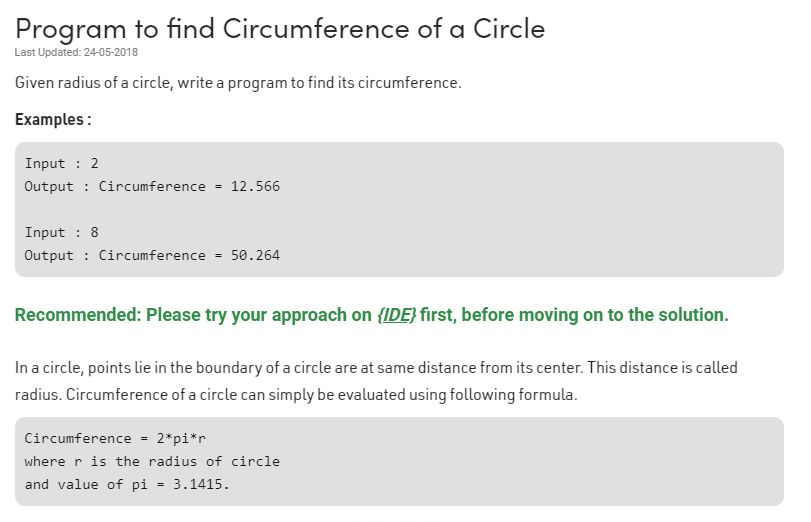 Program to find Circumference of a Circle
Last Updated: 24-05-2018
Given radius of a circle, write a program to find its circumference.
Examples :
Input : 2
Output : Circumference = 12.566
Input : 8
Output : Circumference = 50.264
Recommended: Please try your approach on {IDE} first, before moving on to the solution.
In a circle, points lie in the boundary of a circle are at same distance from its center. This distance is called
radius. Circumference of a circle can simply be evaluated using following formula.
Circumference = 2*pi*r
where r is the radius of circle
and value of pi = 3.1415.